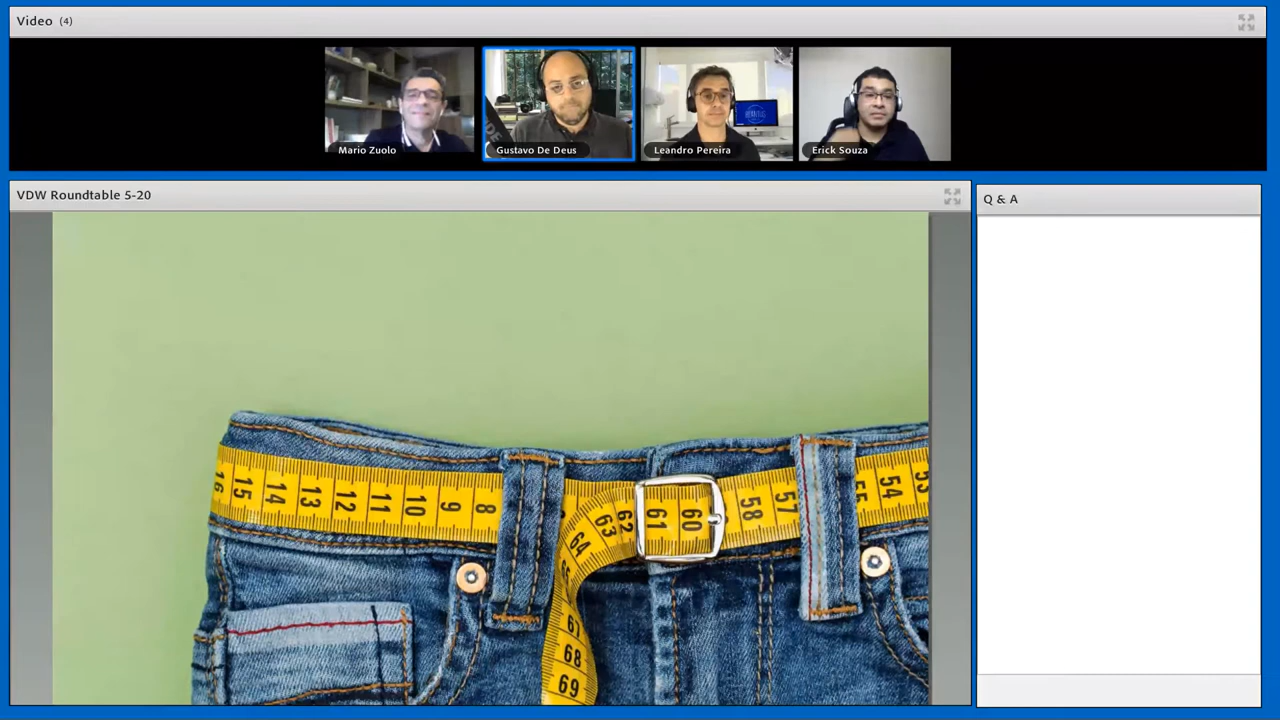 Video (4)
Mario Zuolo
Gustavo De Deus
Leandro Pereira
Erick Souza
VDW Roundtable 5-20
Q & A
16 15 14 13 12 11 10 9 8
64 63 62 61 60 58 57 55 54 53
67
68
69